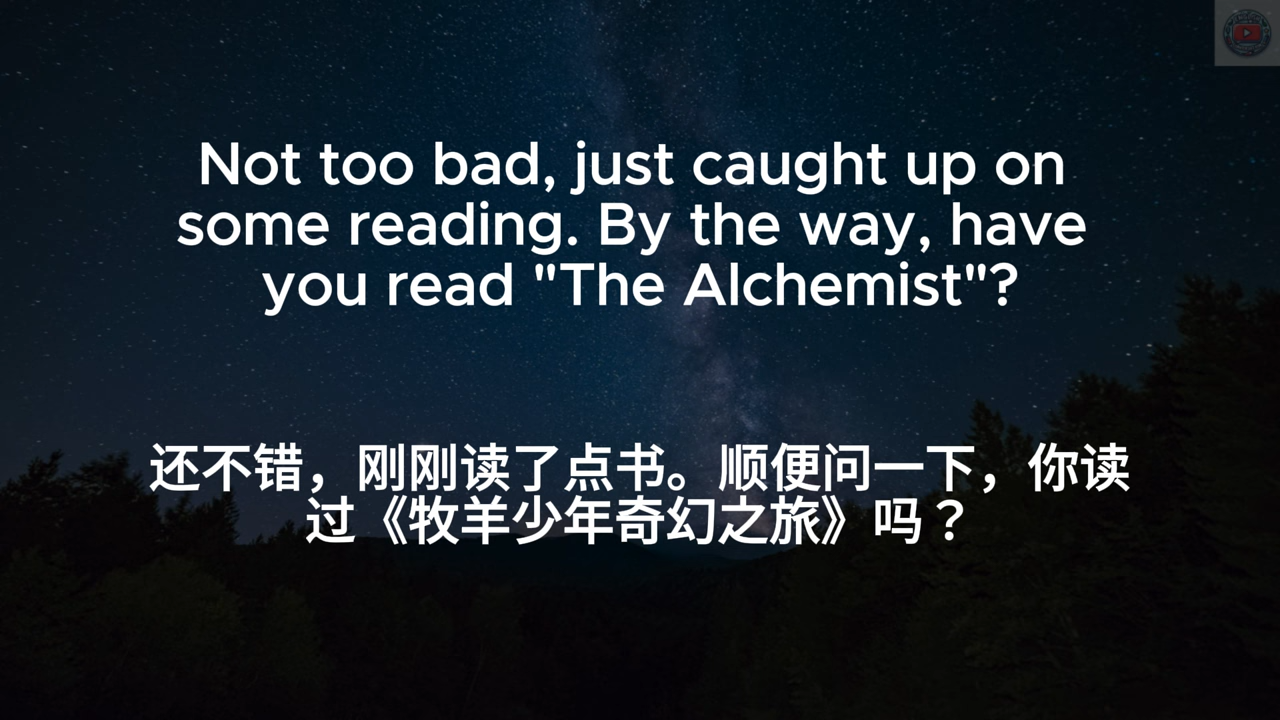 Not too bad, just caught up on
some reading. By the way, have
you read "The Alchemist"?
还不错，刚刚读了点书。顺便问一下，你读
过《牧羊少年奇幻之旅》吗？